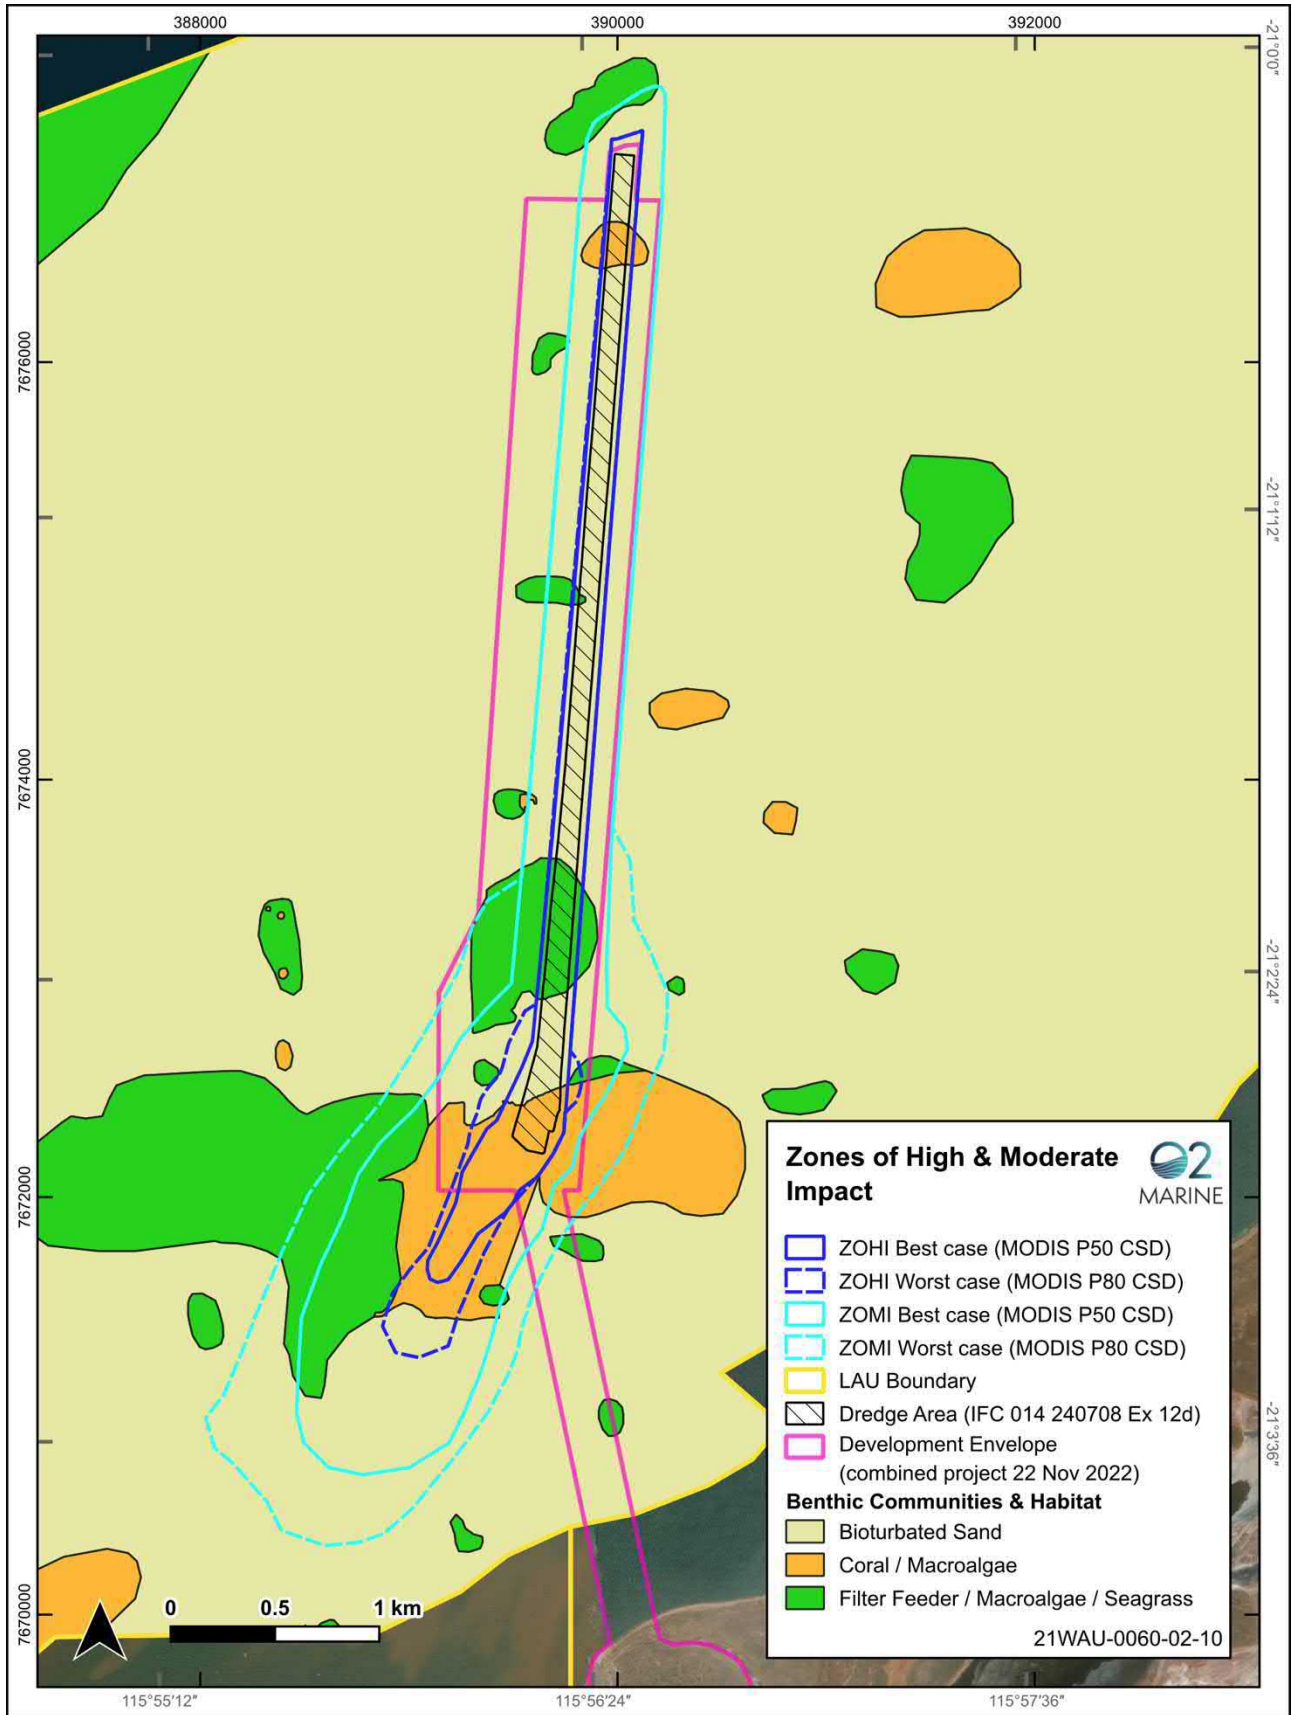 388000
390000
392000
-21°0'0"
7676000
-21°1'12"
7674000
-21°2'24"
7672000
Zones of High & Moderate
Impact
O2
MARINE
ZOHI Best case (MODIS P50 CSD)
ZOHI Worst case (MODIS P80 CSD)
ZOMI Best case (MODIS P50 CSD)
ZOMI Worst case (MODIS P80 CSD)
LAU Boundary
Dredge Area (IFC 014 240708 Ex 12d)
Development Envelope
(combined project 22 Nov 2022)
Benthic Communities & Habitat
Bioturbated Sand
Coral / Macroalgae
Filter Feeder / Macroalgae / Seagrass
21WAU-0060-02-10
-21°3'36"
7670000
0
0.5
1 km
115°55'12"
115°56'24"
115°57'36"